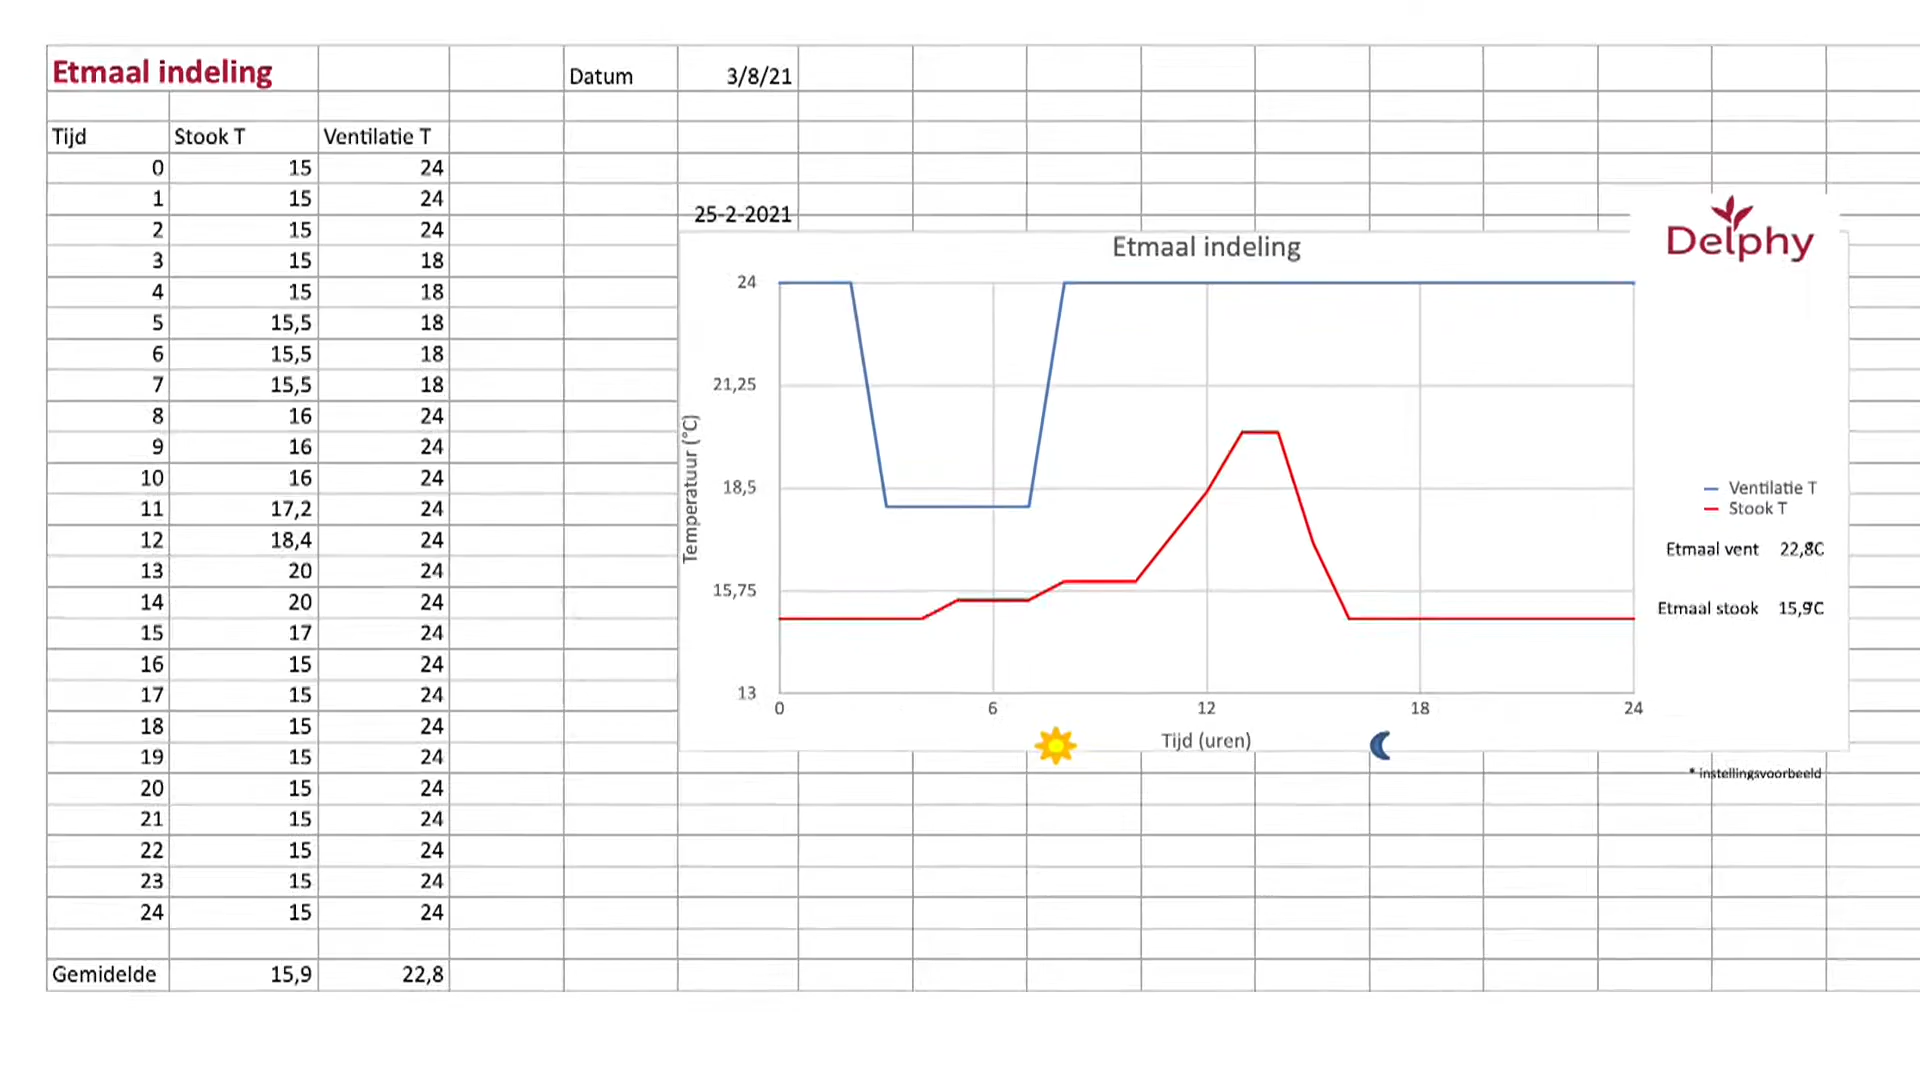 Etmaal indeling Datum 3/8/21
Tijd Stook T Ventilatie T
0 15 24
1 15 24
2 15 24
3 15 18
4 15 18
5 15,5 18
6 15,5 18
7 15,5 18
8 16 24
9 16 24
10 16 24
11 17,2 24
12 18,4 24
13 20 24
14 20 24
15 17 24
16 15 24
17 15 24
18 15 24
19 15 24
20 15 24
21 15 24
22 15 24
23 15 24
24 15 24
Gemidelde 15,9 22,8
25-2-2021
Delphy
Etmaal indeling
24
21,25
18,5
15,75
13
Temperatuur (°C)
0 6 12 18 24
Tijd (uren)
Ventilatie T
Stook T
Etmaal vent 22,8°C
Etmaal stook 15,9°C
* instellingsvoorbeeld